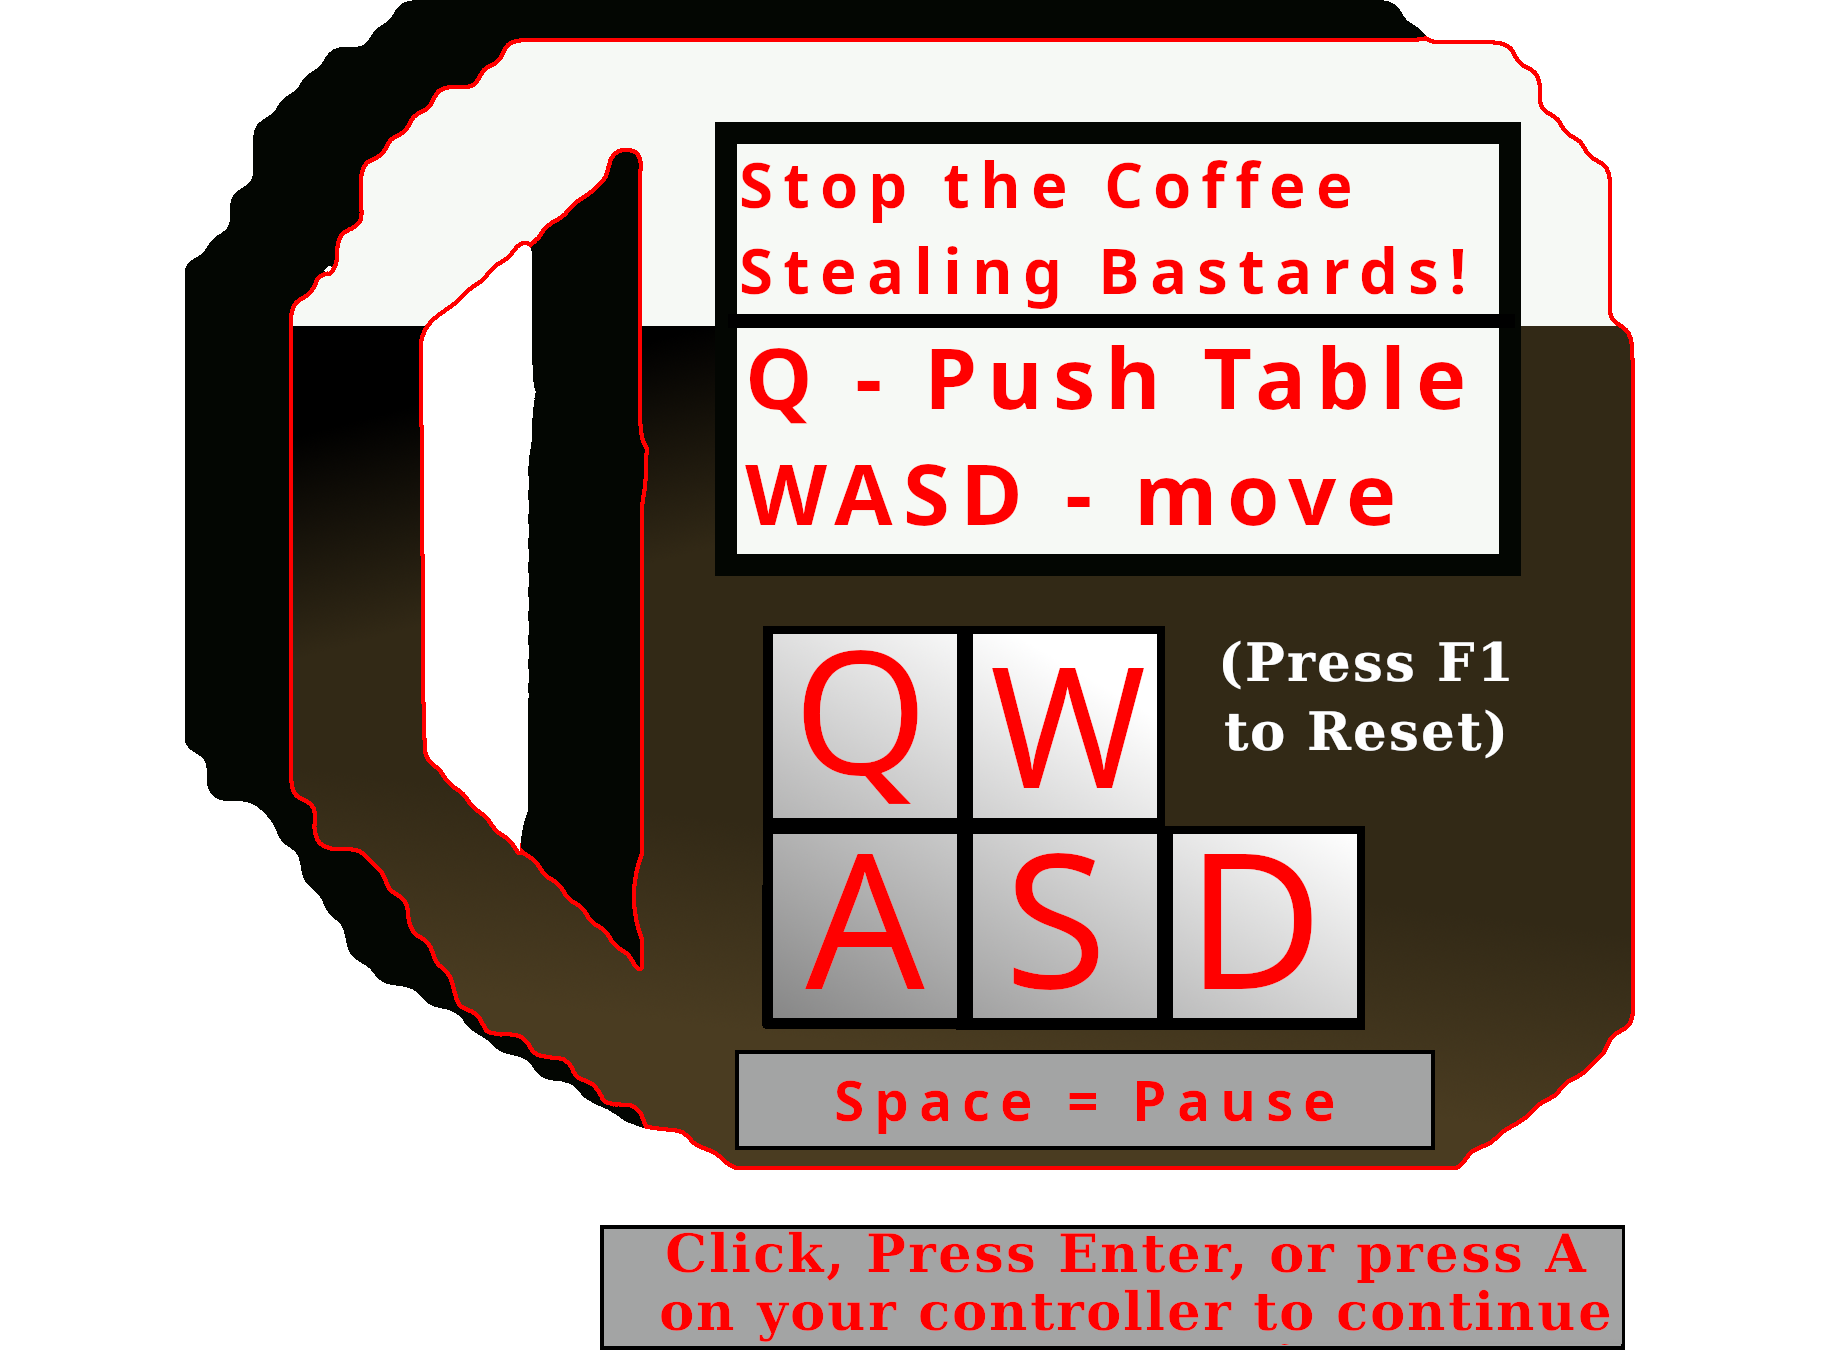 Stop the Coffee
Stealing Bastards!
Q - Push Table
WASD - move
Q W
(Press F1
to Reset)
A S D
Space = Pause
Click, Press Enter, or press A
on your controller to continue